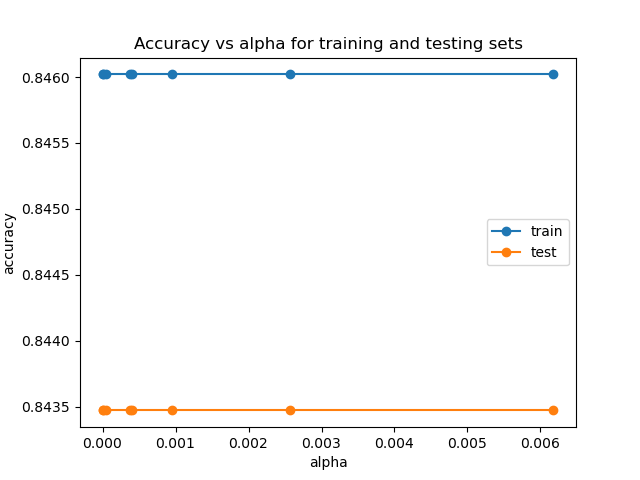 Accuracy vs alpha for training and testing sets
0.8460
0.8455
0.8450
0.8445
0.8440
0.8435
accuracy
train
test
0.000 0.001 0.002 0.003 0.004 0.005 0.006
alpha